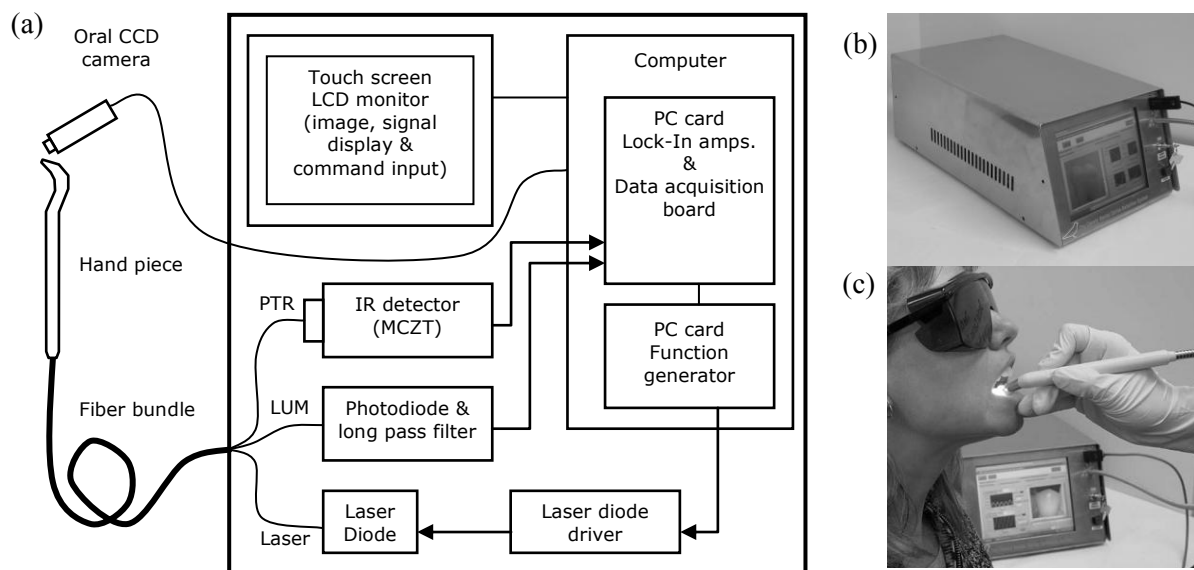 (a)
Oral CCD
camera
Hand piece
Fiber bundle
Touch screen
LCD monitor
(image, signal
display &
command input)
Computer
PC card
Lock-In amps.
&
Data acquisition
board
PTR
IR detector
(MCZT)
PC card
Function
generator
LUM
Photodiode &
long pass filter
Laser
Laser
Diode
Laser diode
driver
(b)
(c)